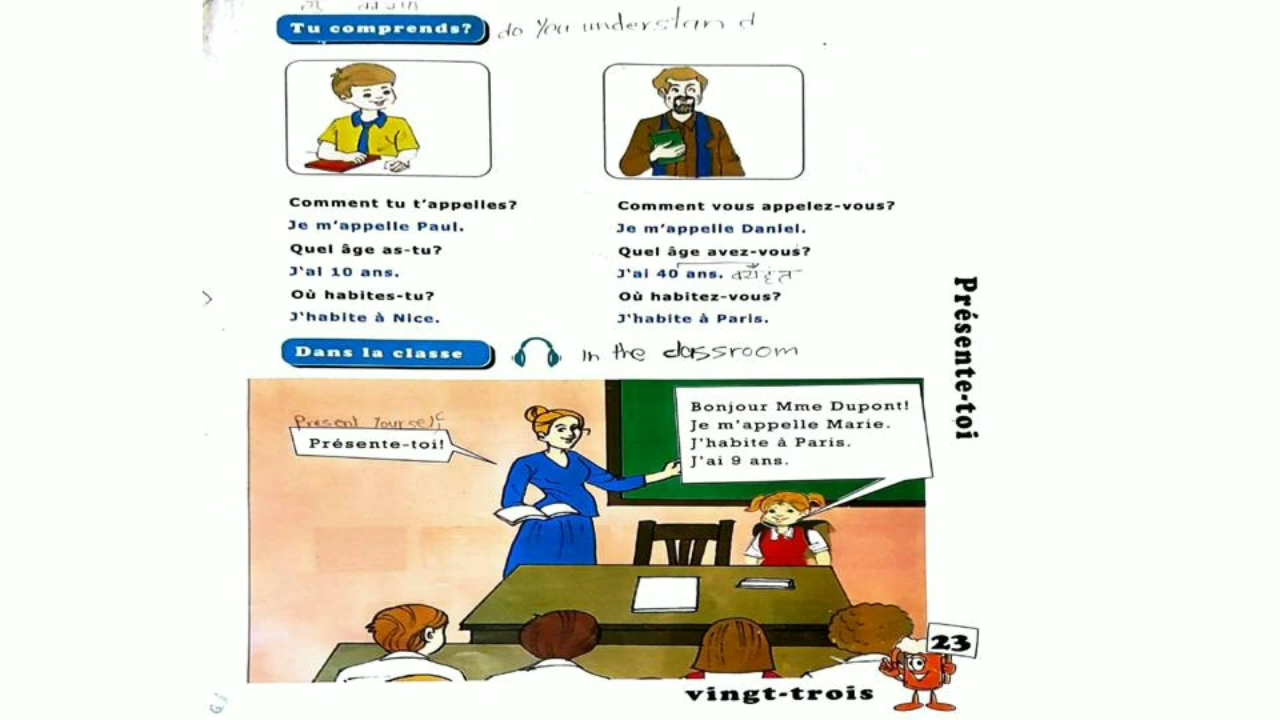 Tu comprends?
do You understand
Comment tu t'appelles?
Je m'appelle Paul.
Quel âge as-tu?
J'ai 10 ans.
Où habites-tu?
J'habite à Nice.
Comment vous appelez-vous?
Je m'appelle Daniel.
Quel âge avez-vous?
J'ai 40 ans.
Où habitez-vous?
J'habite à Paris.
Présente-toi
Dans la classe
In the classroom
Present Yourself
Présente-toi!
Bonjour Mme Dupont!
Je m'appelle Marie.
J'habite à Paris.
J'ai 9 ans.
23
vingt-trois